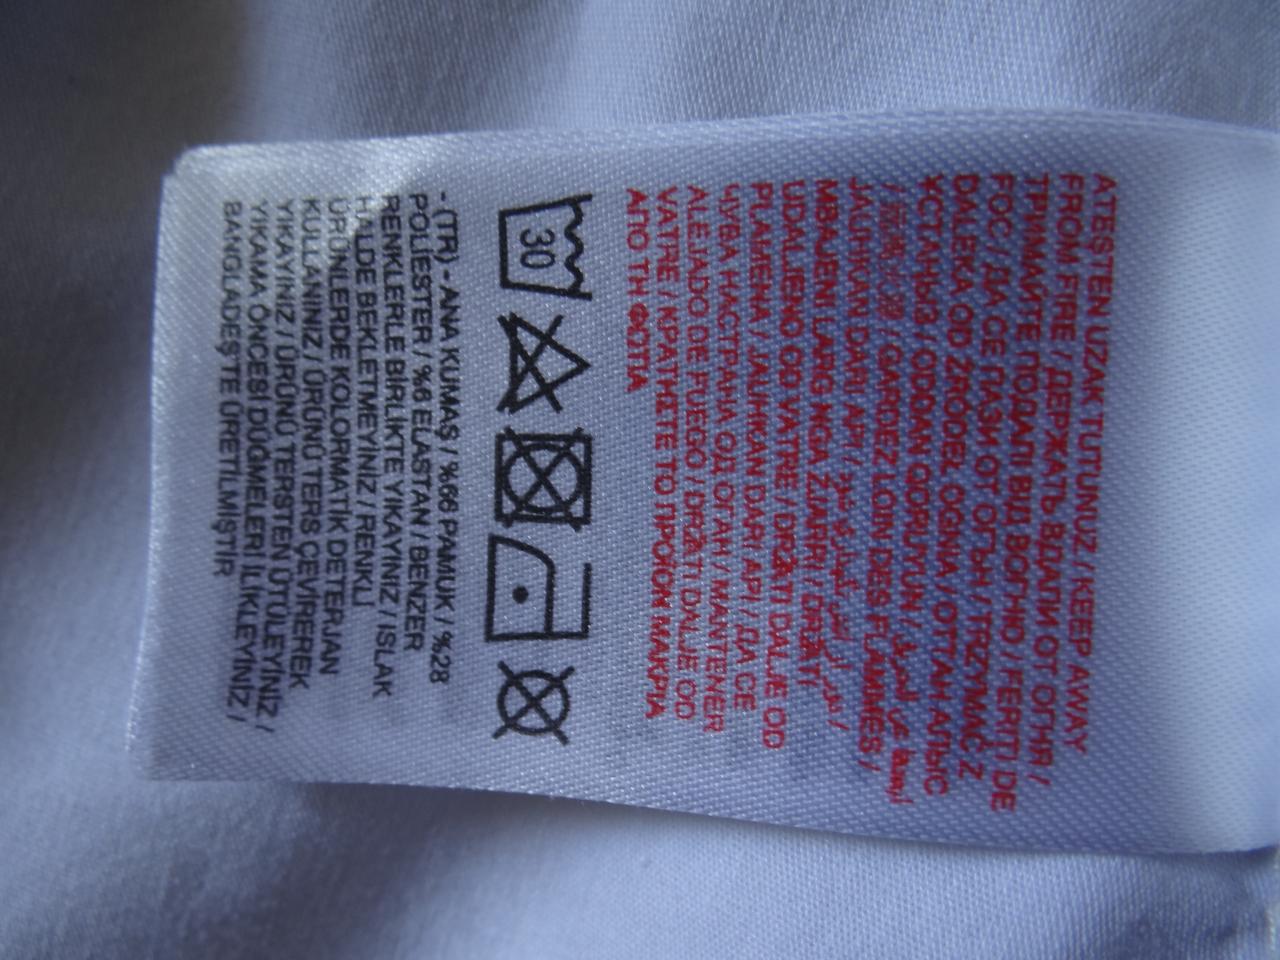 ATEŞTEN UZAK TUTUNUZ / KEEP AWAY
FROM FIRE / ДЕРЖАТЬ ВДАЛИ ОТ ОГНЯ /
ТРИМАЙТЕ ПОДАЛІ ВІД ВОГНЮ / FERITI DE
FOC / ДА СЕ ПАЗИ ОТ ОГЪН / TRZYMAĆ Z
DALEKA OD ŹRÓDEŁ OGNIA / ОТТАН АЛЫС
ҰСТАҢЫЗ / ODDAN QORUYUN /
/ GARDEZ LOIN DES FLAMMES /
JAUHKAN DARI API /
MBAJENI LARG NGA ZJARRI / DRŽATI
UDALJENO OD VATRE / DRŽATI DALJE OD
PLAMENA / JAUHKAN DARI API / ДА СЕ
ЧУВА НАСТРАНА ОД ОГАН / MANTENER
ALEJADO DE FUEGO / DRŽATI DALJE OD
VATRE / ΚΡΑΤΗΣΤΕ ΤΟ ΠΡΟΪΟΝ ΜΑΚΡΙΑ
ΑΠΟ ΤΗ ΦΩΤΙΑ
30
- (TR) - ANA KUMAŞ / %66 PAMUK / %28
POLİESTER / %6 ELASTAN / BENZER
RENKLERLE BİRLİKTE YIKAYINIZ / ISLAK
HALDE BEKLETMEYİNİZ / RENKLİ
ÜRÜNLERDE KOLORMATİK DETERJAN
KULLANINIZ / ÜRÜNÜ TERS ÇEVİREREK
YIKAYINIZ / ÜRÜNÜ TERSTEN ÜTÜLEYİNİZ /
YIKAMA ÖNCESİ DÜĞMELERİ İLİKLEYİNİZ /
BANGLADEŞTE ÜRETİLMİŞTİR